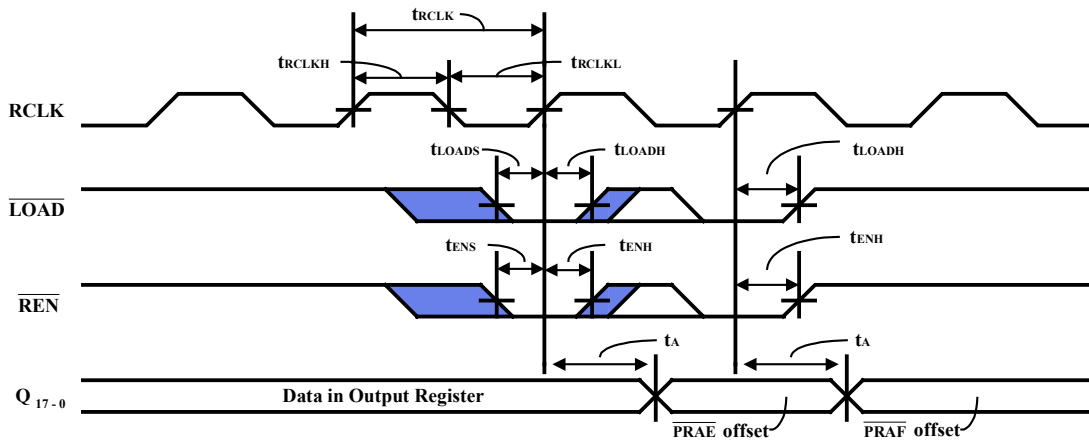 tRCLK
tRCLKH
tRCLKL
RCLK
tLOADS
tLOADH
tLOADH
LOAD
tENS
tENH
tENH
REN
tA
tA
Q 17 - 0
Data in Output Register
PRAE offset
PRAF offset